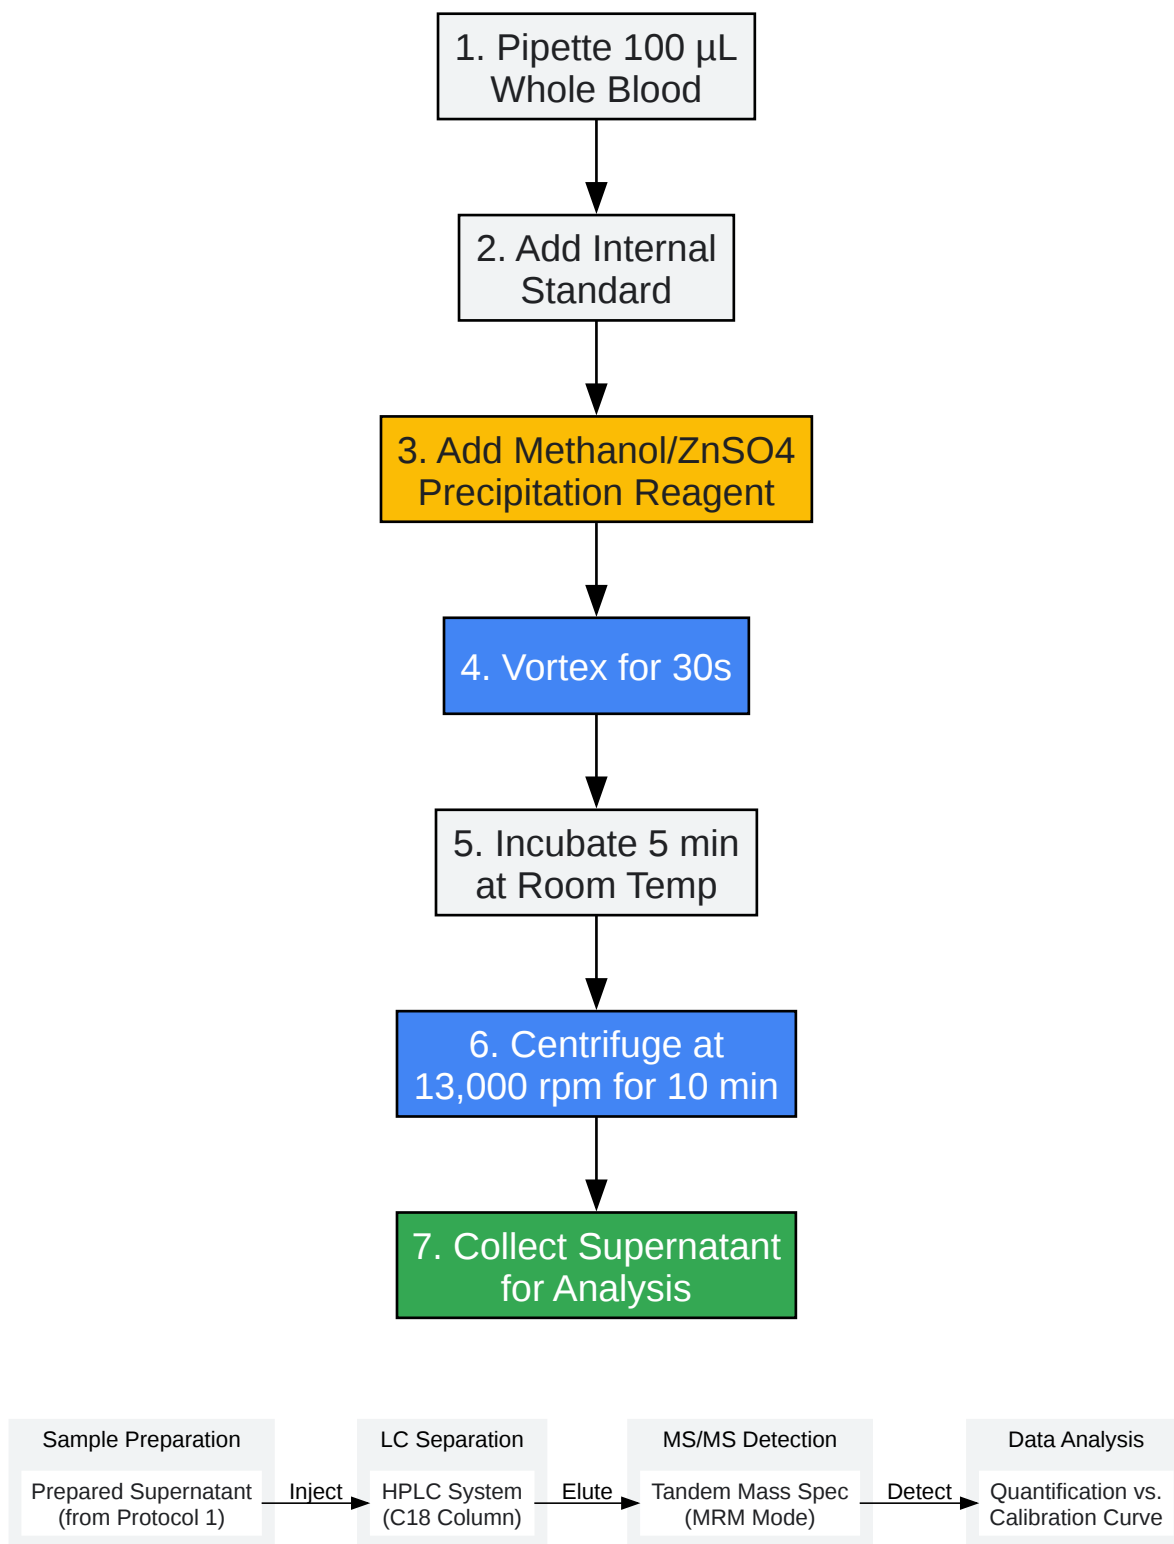 1. Pipette 100 µL
Whole Blood
2. Add Internal
Standard
3. Add Methanol/ZnSO4
Precipitation Reagent
4. Vortex for 30s
5. Incubate 5 min
at Room Temp
6. Centrifuge at
13,000 rpm for 10 min
7. Collect Supernatant
for Analysis
Sample Preparation
Prepared Supernatant
(from Protocol 1)
Inject
LC Separation
HPLC System
(C18 Column)
Elute
MS/MS Detection
Tandem Mass Spec
(MRM Mode)
Detect
Data Analysis
Quantification vs.
Calibration Curve